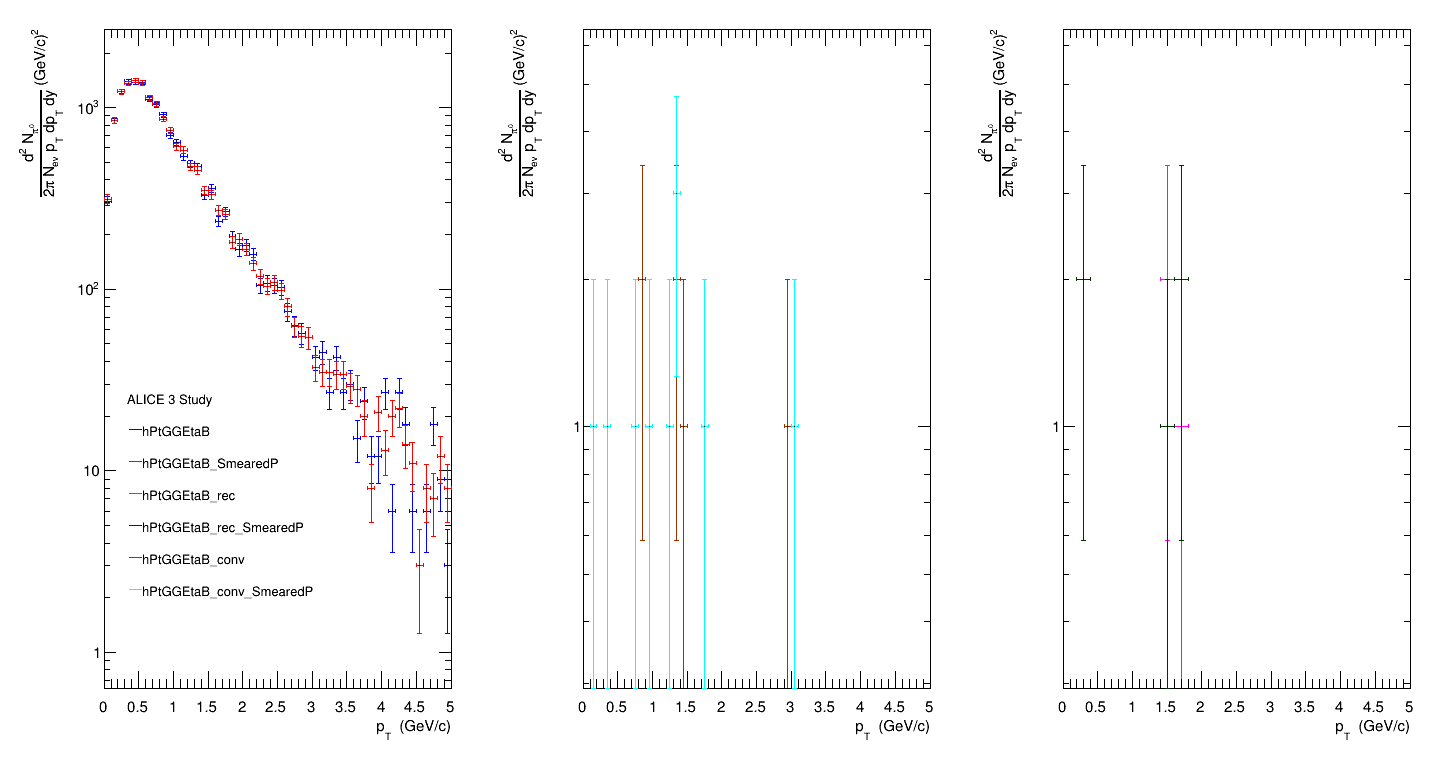 d² N_π⁰
2π N_ev p_T dp_T dy (GeV/c)²
10³
10²
10
1
ALICE 3 Study
hPtGGEtaB
hPtGGEtaB_SmearedP
hPtGGEtaB_rec
hPtGGEtaB_rec_SmearedP
hPtGGEtaB_conv
hPtGGEtaB_conv_SmearedP
0 0.5 1 1.5 2 2.5 3 3.5 4 4.5 5
p_T (GeV/c)
d² N_π⁰
2π N_ev p_T dp_T dy (GeV/c)²
1
0 0.5 1 1.5 2 2.5 3 3.5 4 4.5 5
p_T (GeV/c)
d² N_π⁰
2π N_ev p_T dp_T dy (GeV/c)²
1
0 0.5 1 1.5 2 2.5 3 3.5 4 4.5 5
p_T (GeV/c)